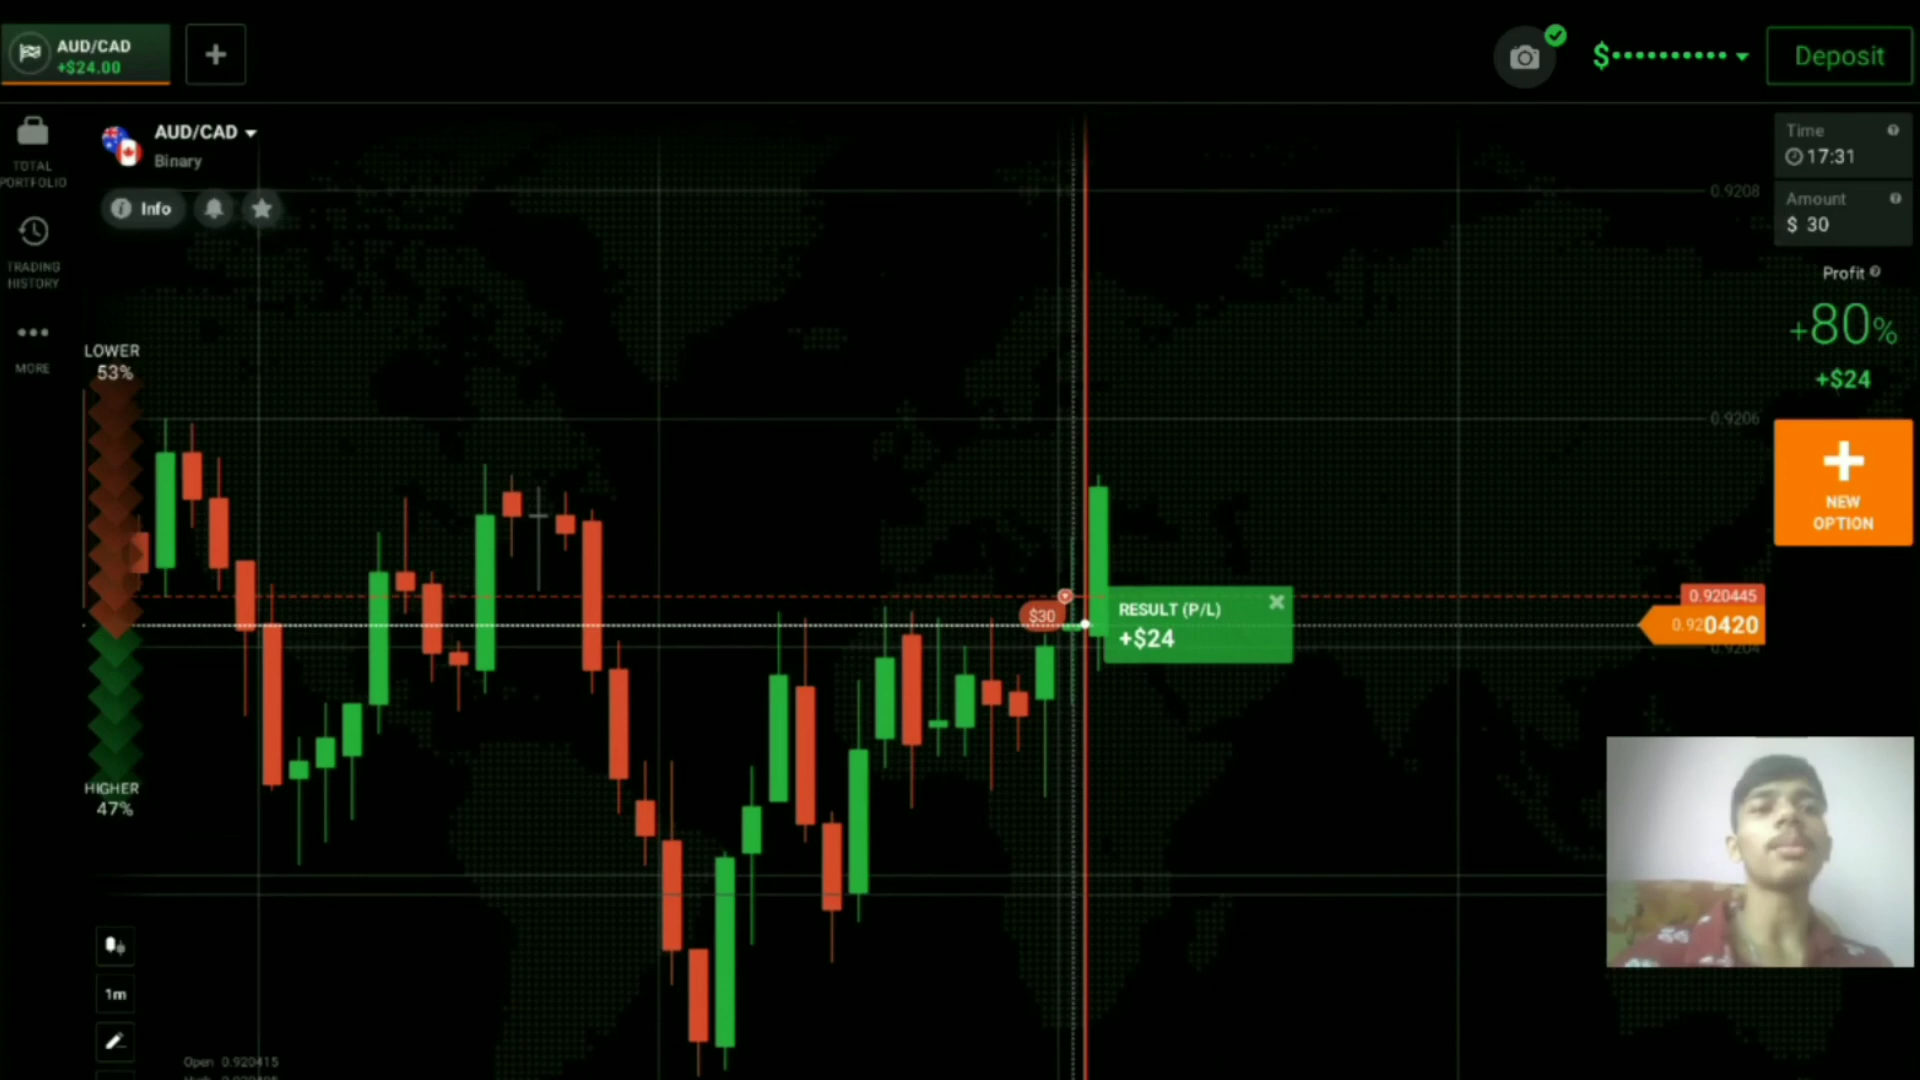 AUD/CAD
+$24.00
+
$
Deposit
TOTAL
PORTFOLIO
TRADING
HISTORY
MORE
AUD/CAD
Binary
Info
LOWER
53%
HIGHER
47%
1m
Open 0.920415
$30
RESULT (P/L)
+$24
0.9208
0.9206
0.920445
0.920420
0.9204
Time
17:31
Amount
$ 30
Profit
+80%
+$24
NEW
OPTION